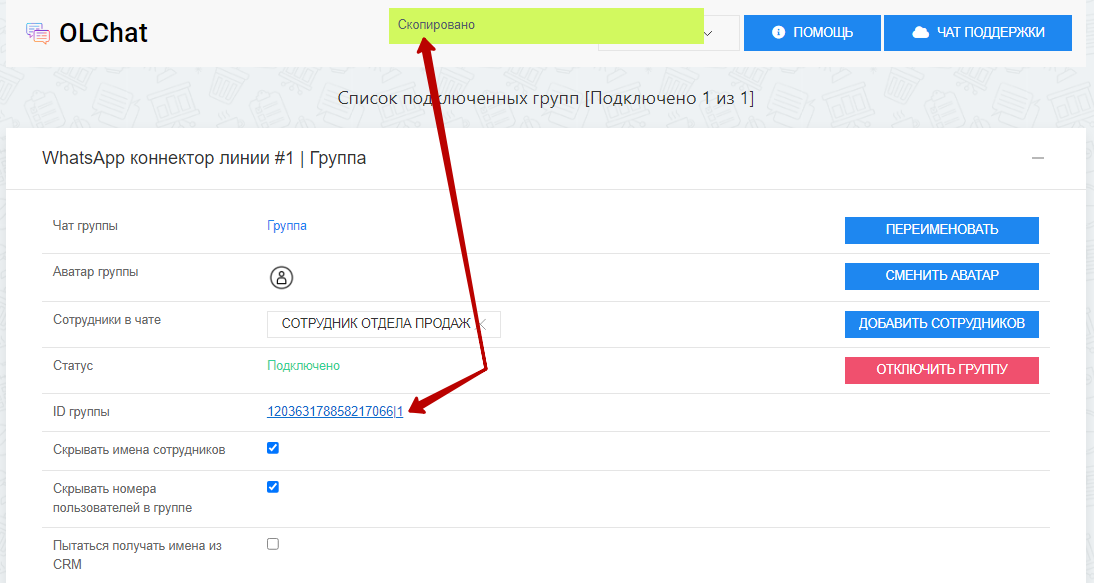 OLChat
Скопировано
ПОМОЩЬ
ЧАТ ПОДДЕРЖКИ
Список подключенных групп [Подключено 1 из 1]
WhatsApp коннектор линии #1 | Группа
Чат группы
Группа
ПЕРЕИМЕНОВАТЬ
Аватар группы
СМЕНИТЬ АВАТАР
Сотрудники в чате
СОТРУДНИК ОТДЕЛА ПРОДАЖ
ДОБАВИТЬ СОТРУДНИКОВ
Статус
Подключено
ОТКЛЮЧИТЬ ГРУППУ
ID группы
120363178858217066|1
Скрывать имена сотрудников
Скрывать номера
пользователей в группе
Пытаться получать имена из
CRM